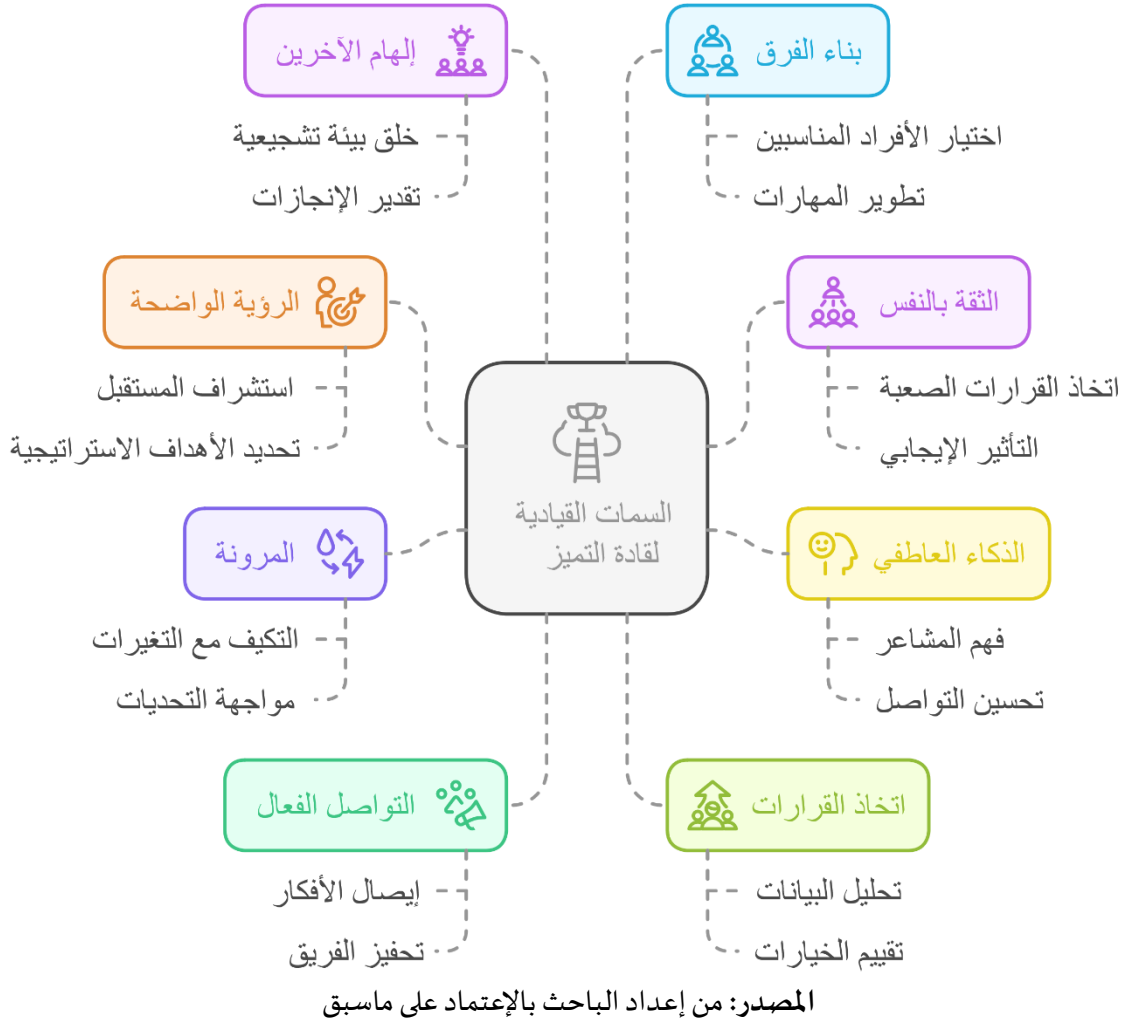 بناء الفرق
اختيار الأفراد المناسبين
تطوير المهارات
إلهام الآخرين
خلق بيئة تشجيعية
تقدير الإنجازات
الثقة بالنفس
اتخاذ القرارات الصعبة
التأثير الإيجابي
الرؤية الواضحة
استشراف المستقبل
تحديد الأهداف الاستراتيجية
السمات القيادية
لقادة التميز
الذكاء العاطفي
فهم المشاعر
تحسين التواصل
المرونة
التكيف مع التغيرات
مواجهة التحديات
اتخاذ القرارات
تحليل البيانات
تقييم الخيارات
التواصل الفعال
إيصال الأفكار
تحفيز الفريق
المصدر: من إعداد الباحث بالإعتماد على ماسبق